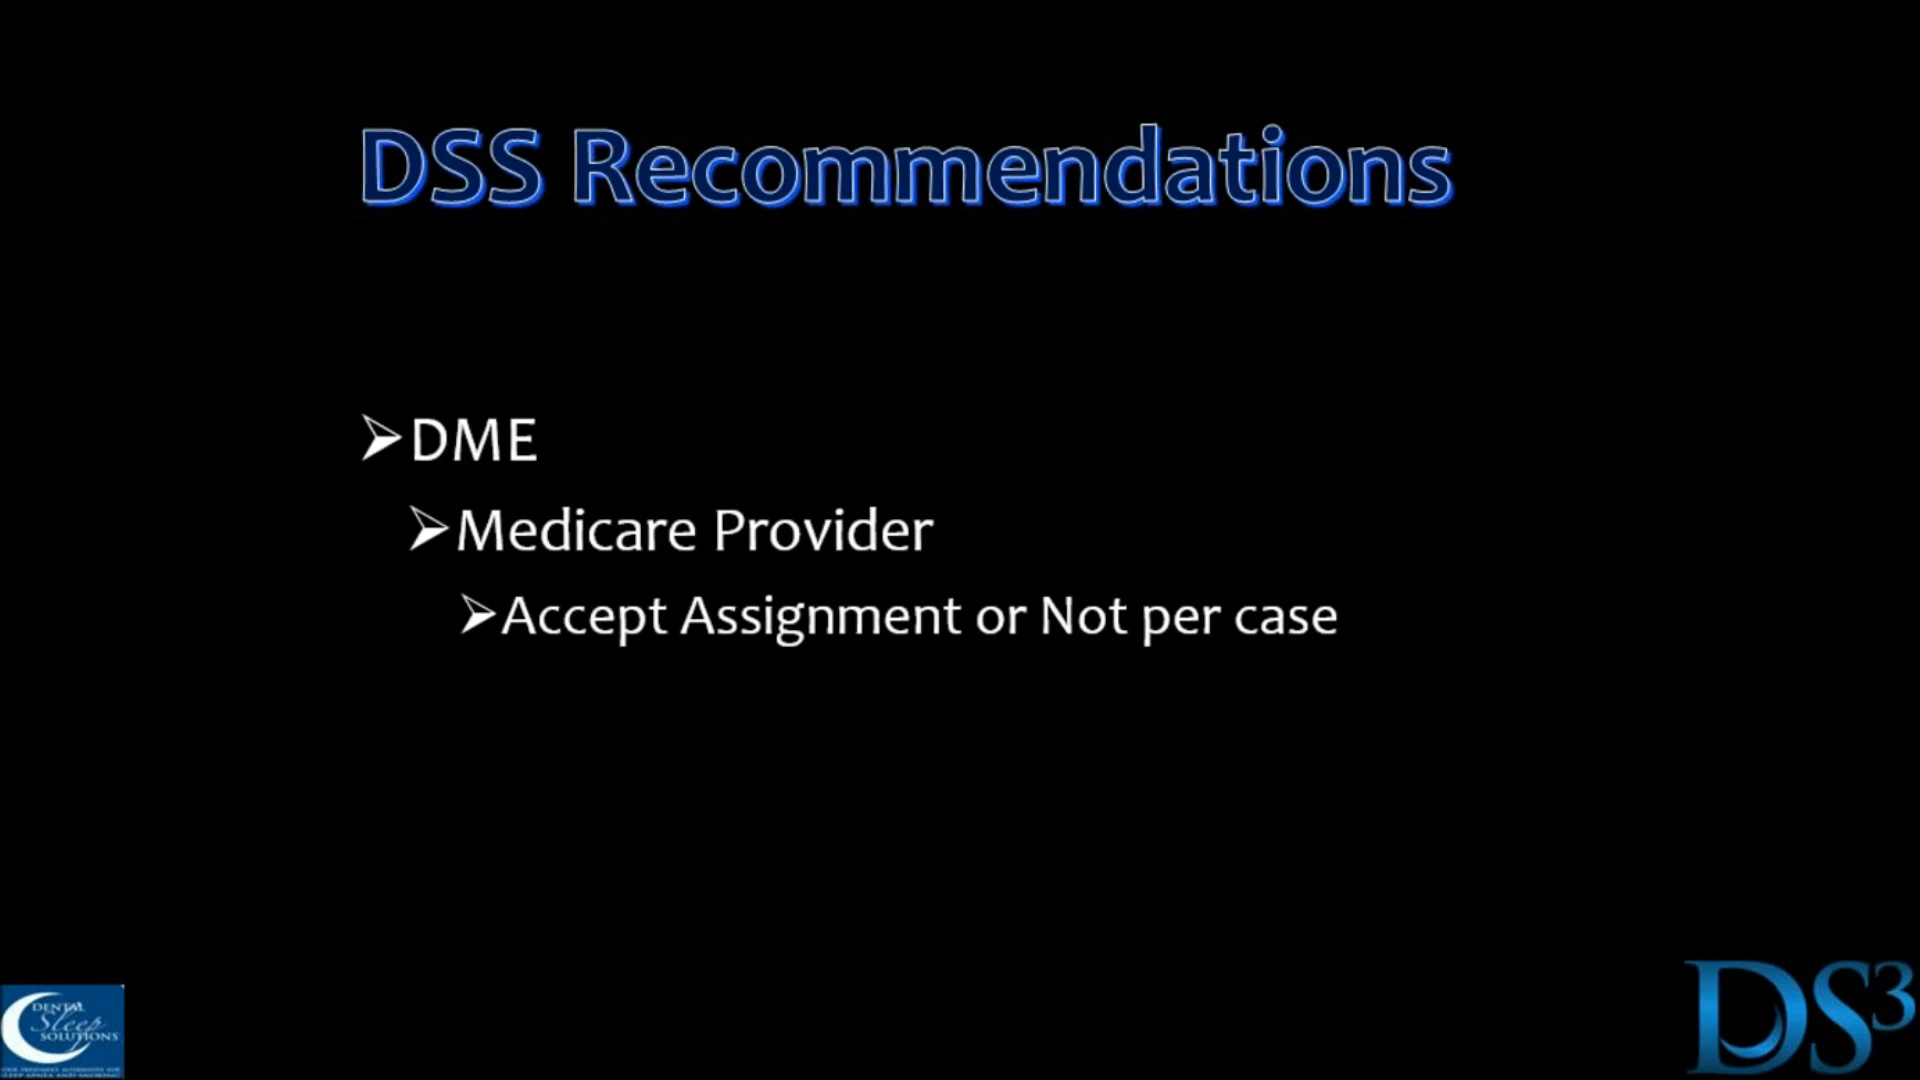 DSS Recommendations
DME
Medicare Provider
Accept Assignment or Not per case
DENTAL
Sleep
SOLUTIONS
DS3